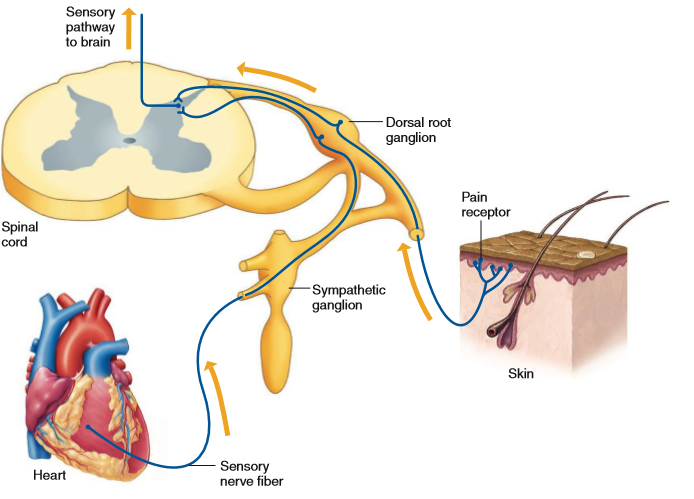 Sensory
pathway
to brain
Dorsal root
ganglion
Pain
receptor
Spinal
cord
Sympathetic
ganglion
Skin
Heart
Sensory
nerve fiber